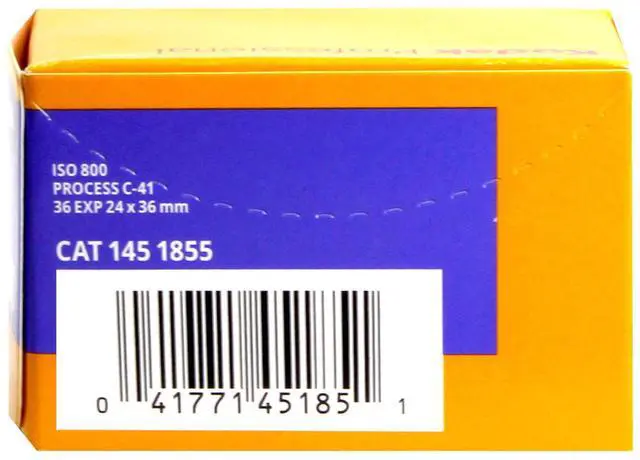 Kodak Professional
ISO 800
PROCESS C-41
36 EXP 24 x 36 mm
CAT 145 1855
0 41771 45185 1